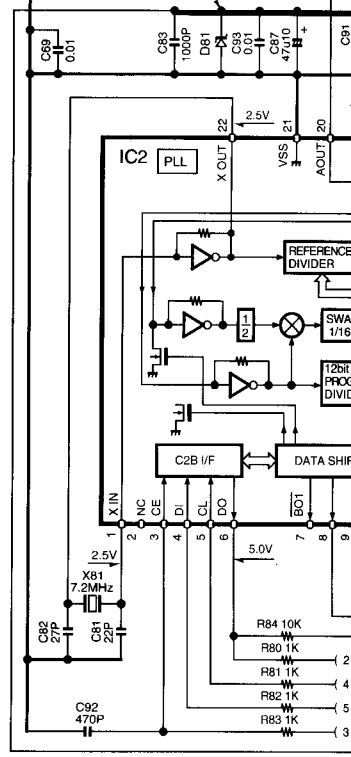 C69
0.01
C83
1000P
D81
C93
0.01
C87
47u10
+
C91
22
2.5V
21
20
IC2
PLL
X OUT
VSS
AOUT
REFERENCE
DIVIDER
1
2
SWA
1/16
12bit
PROG
DIVID
C2B I/F
DATA SHIF
X IN
NC
CE
DI
CL
DO
BO1
1
2
3
4
5
6
7
8
9
2.5V
5.0V
X81
7.2MHz
C82
27P
C81
22P
R84 10K
R80 1K
2
R81 1K
4
R82 1K
5
R83 1K
3
C92
470P